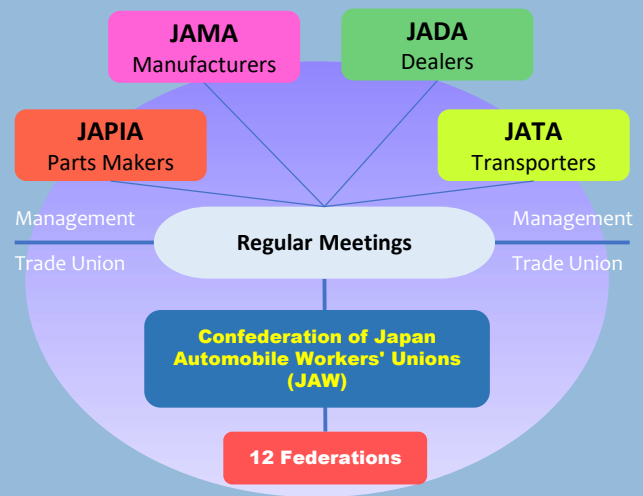 JAMA
Manufacturers
JADA
Dealers
JAPIA
Parts Makers
JATA
Transporters
Management
Management
Regular Meetings
Trade Union
Trade Union
Confederation of Japan
Automobile Workers' Unions
(JAW)
12 Federations